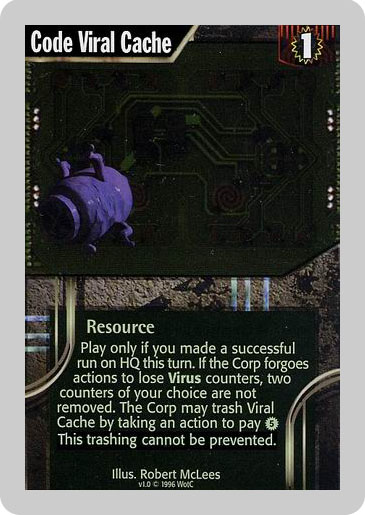 Code Viral Cache
1
Resource
Play only if you made a successful
run on HQ this turn. If the Corp forgoes
actions to lose Virus counters, two
counters of your choice are not
removed. The Corp may trash Viral
Cache by taking an action to pay 5
This trashing cannot be prevented.
Illus. Robert McLees
v1.0 © 1996 WotC